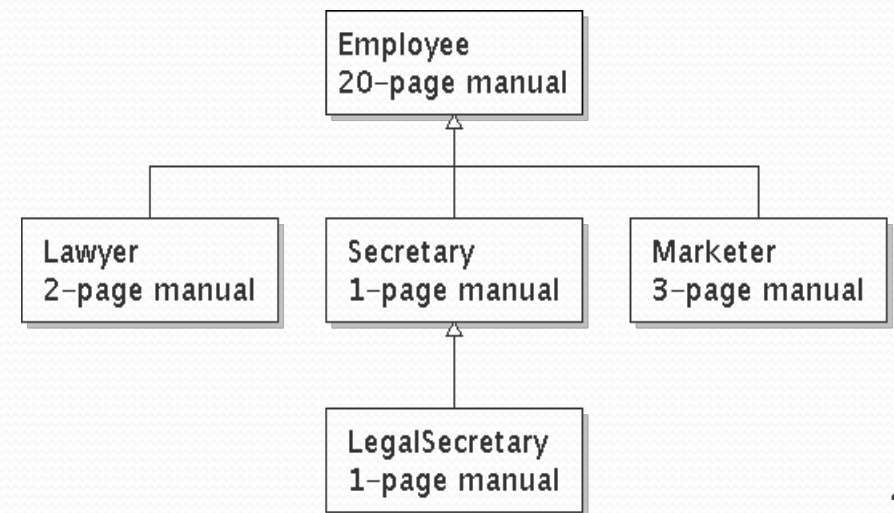 Employee
20-page manual
Lawyer
2-page manual
Secretary
1-page manual
Marketer
3-page manual
LegalSecretary
1-page manual